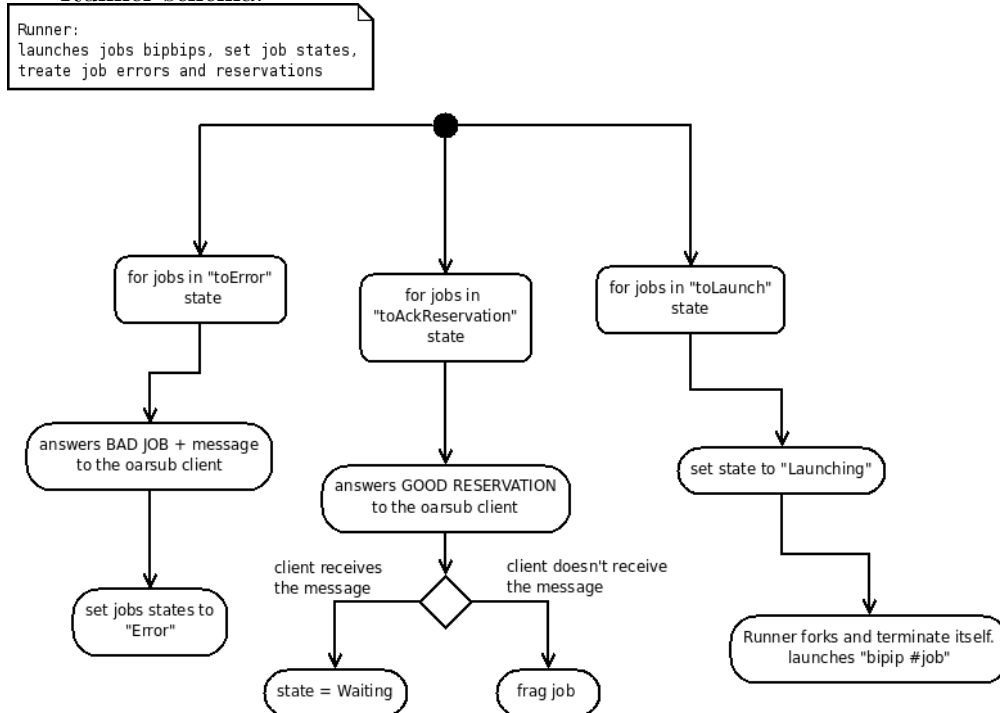 Runner:
launches jobs bipbips, set job states,
treate job errors and reservations
for jobs in "toError"
state
for jobs in
"toAckReservation"
state
for jobs in "toLaunch"
state
answers BAD JOB + message
to the oarsub client
answers GOOD RESERVATION
to the oarsub client
set state to "Launching"
client receives
the message
client doesn't receive
the message
set jobs states to
"Error"
state = Waiting
frag job
Runner forks and terminate itself.
launches "bipip #job"